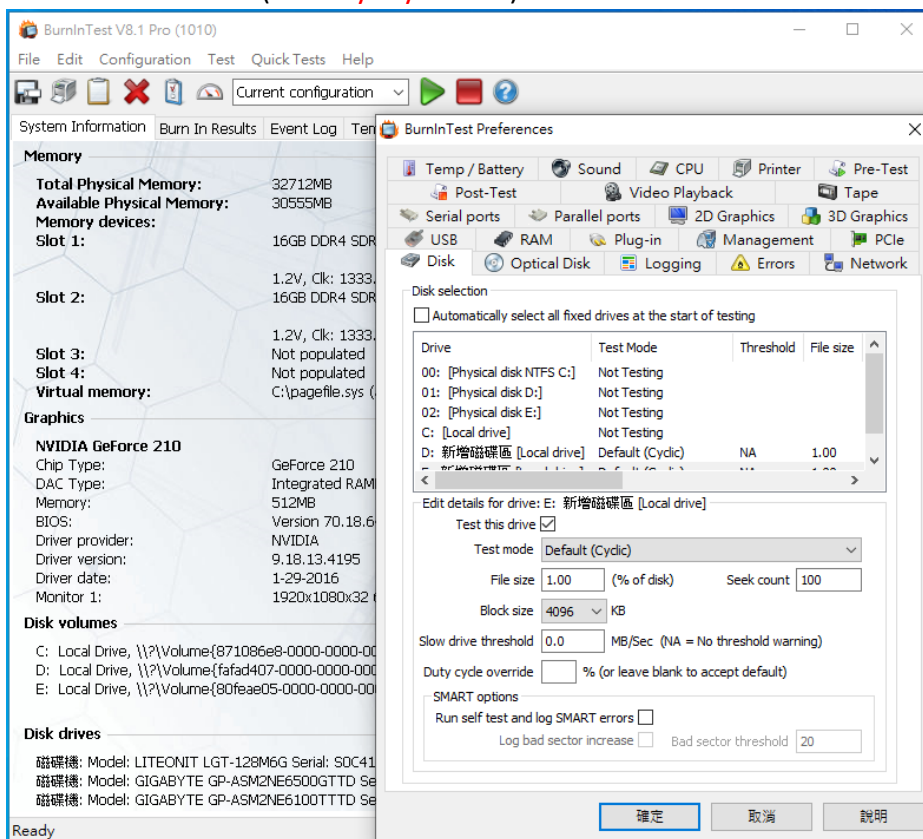 BurnInTest V8.1 Pro (1010)
File Edit Configuration Test Quick Tests Help
Current configuration
System Information Burn In Results Event Log
Memory
Total Physical Memory: 32712MB
Available Physical Memory: 30555MB
Memory devices:
Slot 1: 16GB DDR4 SDR
1.2V, Clk: 1333.
Slot 2: 16GB DDR4 SDR
1.2V, Clk: 1333.
Slot 3: Not populated
Slot 4: Not populated
Virtual memory: C:\pagefile.sys
Graphics
NVIDIA GeForce 210
Chip Type: GeForce 210
DAC Type: Integrated RAM
Memory: 512MB
BIOS: Version 70.18.6
Driver provider: NVIDIA
Driver version: 9.18.13.4195
Driver date: 1-29-2016
Monitor 1: 1920x1080x32
Disk volumes
C: Local Drive, \\?\Volume{871086e8-0000-0000-00
D: Local Drive, \\?\Volume{fafad407-0000-0000-00
E: Local Drive, \\?\Volume{80feae05-0000-0000-00
Disk drives
磁碟機: Model: LITEONIT LGT-128M6G Serial: S0C41
磁碟機: Model: GIGABYTE GP-ASM2NE6500GTTD Se
磁碟機: Model: GIGABYTE GP-ASM2NE6100TTTD Se
Ready
BurnInTest Preferences
Temp / Battery Sound CPU Printer Pre-Test
Post-Test Video Playback Tape
Serial ports Parallel ports 2D Graphics 3D Graphics
USB RAM Plug-in Management PCIe
Disk Optical Disk Logging Errors Network
Disk selection
Automatically select all fixed drives at the start of testing
Drive Test Mode Threshold File size
00: [Physical disk NTFS C:] Not Testing
01: [Physical disk D:] Not Testing
02: [Physical disk E:] Not Testing
C: [Local drive] Not Testing
D: 新增磁碟區 [Local drive] Default (Cyclic) NA 1.00
Edit details for drive: E: 新增磁碟區 [Local drive]
Test this drive
Test mode Default (Cyclic)
File size 1.00 (% of disk) Seek count 100
Block size 4096 KB
Slow drive threshold 0.0 MB/Sec (NA = No threshold warning)
Duty cycle override % (or leave blank to accept default)
SMART options
Run self test and log SMART errors
Log bad sector increase Bad sector threshold 20
確定 取消 說明